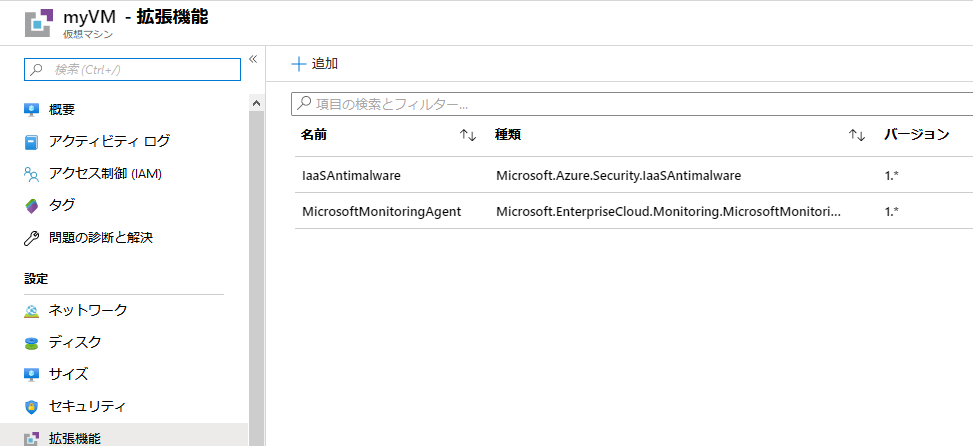 myVM - 拡張機能
仮想マシン
検索 (Ctrl+/)
«
概要
アクティビティ ログ
アクセス制御 (IAM)
タグ
問題の診断と解決
設定
ネットワーク
ディスク
サイズ
セキュリティ
拡張機能
追加
項目の検索とフィルター...
名前 種類 バージョン
IaaSAntimalware Microsoft.Azure.Security.IaaSAntimalware 1.*
MicrosoftMonitoringAgent Microsoft.EnterpriseCloud.Monitoring.MicrosoftMonitori... 1.*